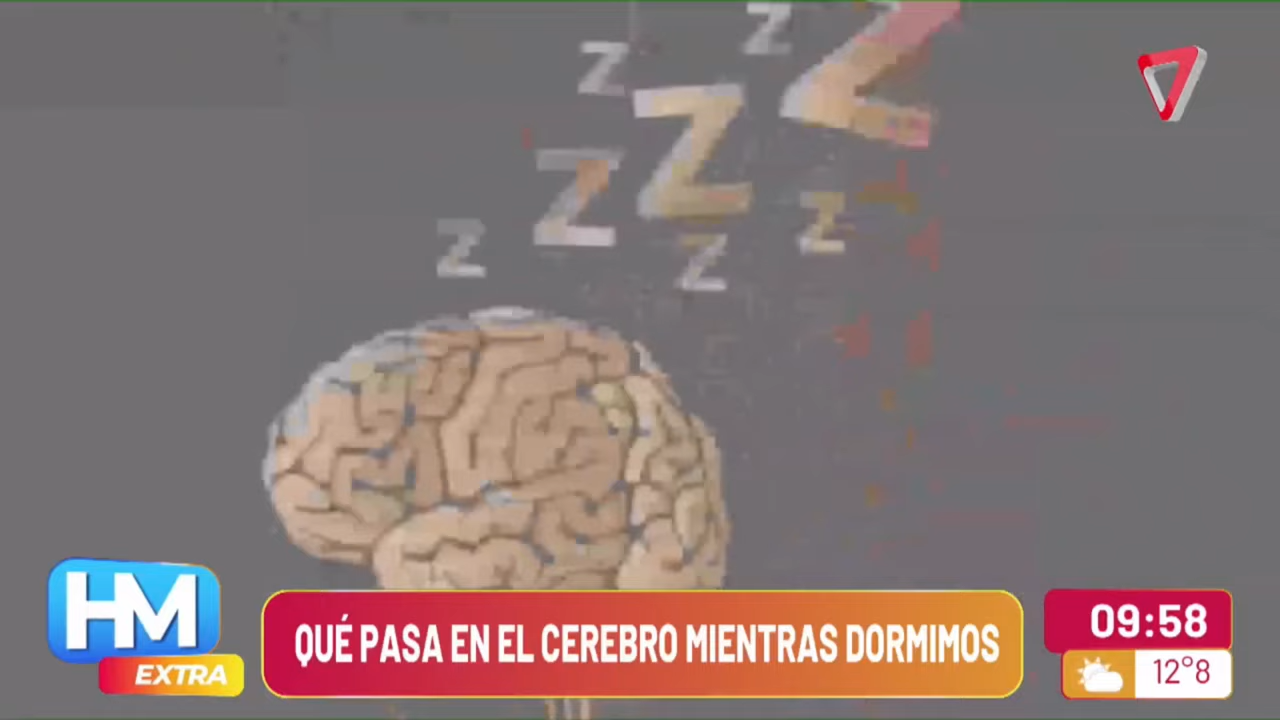 Z
Z
Z
Z
Z
Z
Z
Z
HM
EXTRA
QUÉ PASA EN EL CEREBRO MIENTRAS DORMIMOS
09:58
12°8